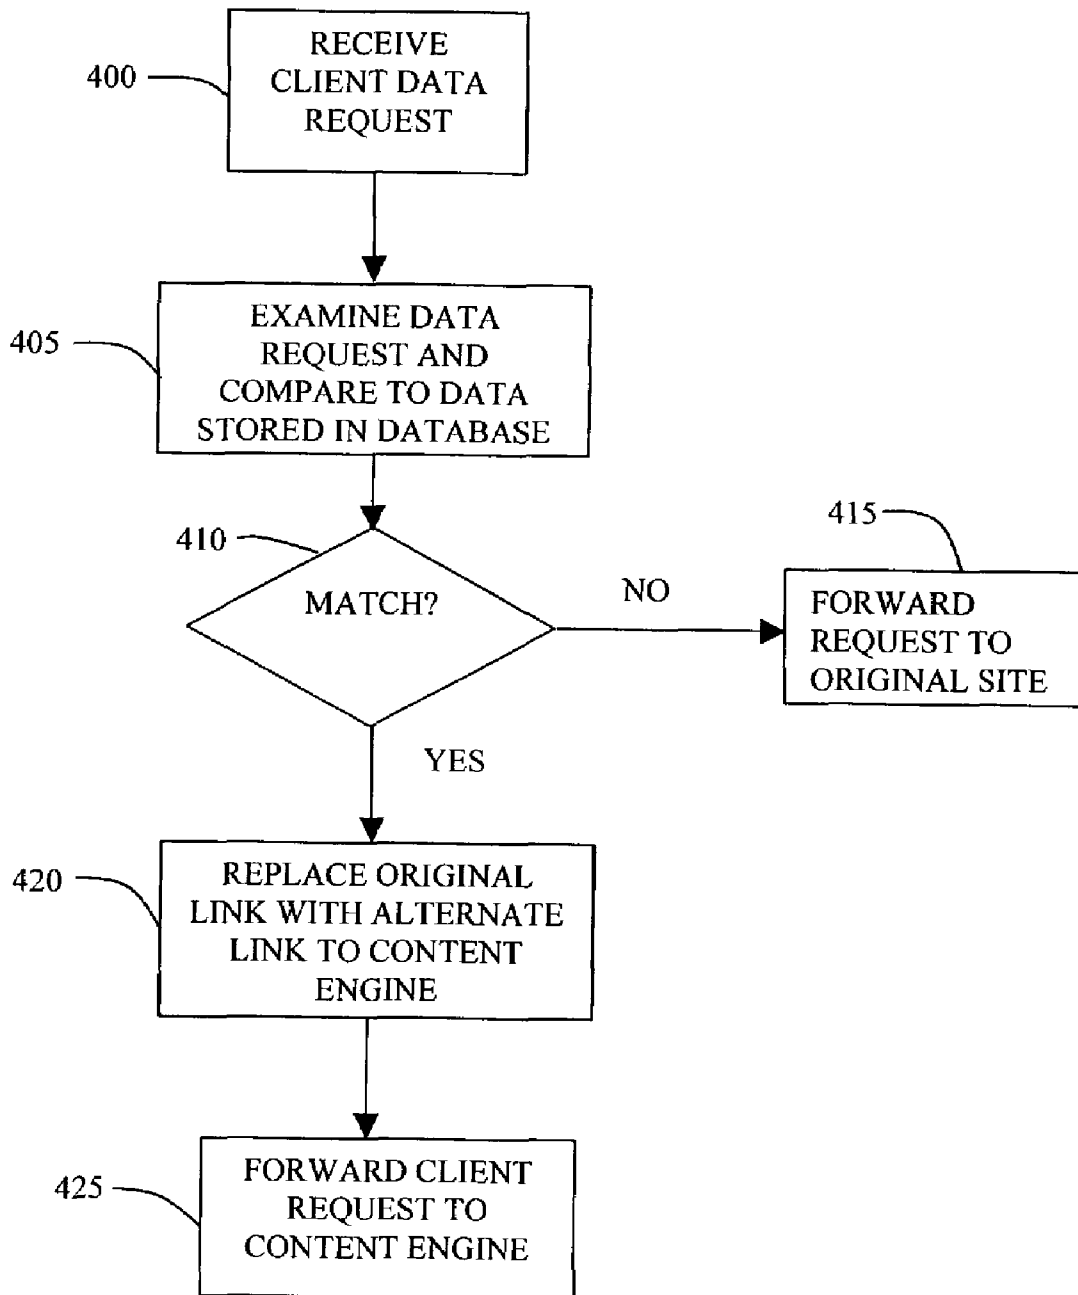 RECEIVE
CLIENT DATA
REQUEST
400
EXAMINE DATA
REQUEST AND
COMPARE TO DATA
STORED IN DATABASE
405
410
MATCH?
NO
415
FORWARD
REQUEST TO
ORIGINAL SITE
YES
420
REPLACE ORIGINAL
LINK WITH ALTERNATE
LINK TO CONTENT
ENGINE
425
FORWARD CLIENT
REQUEST TO
CONTENT ENGINE